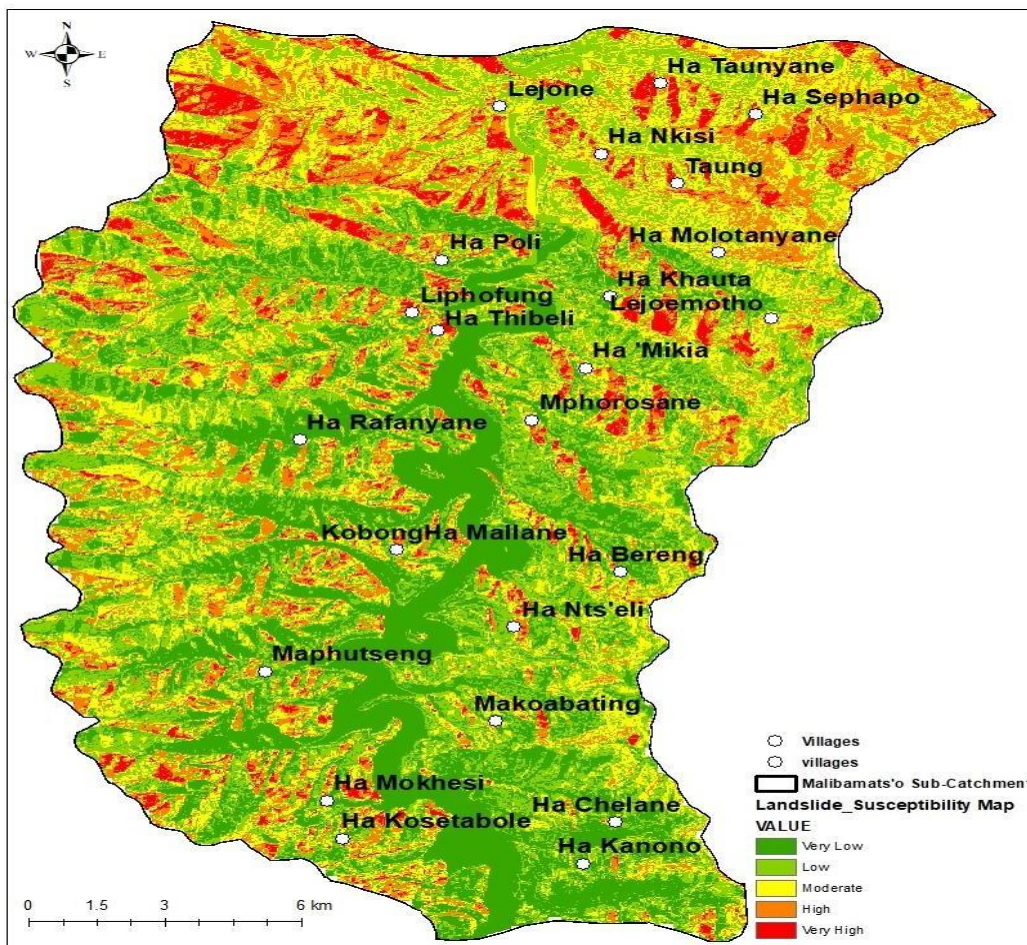 N
W E
S
Ha Taunyane
Lejone
Ha Sephapo
Ha Nkisi
Taung
Ha Molotanyane
Ha Poli
Ha Khauta
Liphofung
Lejoemotho
Ha Thibeli
Ha 'Mikia
Mphorosane
Ha Rafanyane
KobongHa Mallane
Ha Bereng
Ha Nts'eli
Maphutseng
Makoabating
Ha Mokhesi
Ha Chelane
Ha Kosetabole
Ha Kanono
Villages
villages
Malibamats'o Sub-Catchment
Landslide_Susceptibility Map
VALUE
Very Low
Low
Moderate
High
Very High
0 1.5 3 6 km